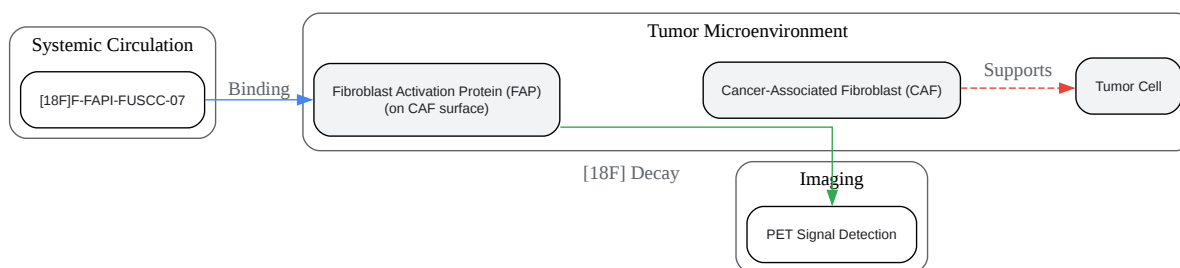 Systemic Circulation
[18F]F-FAPI-FUSCC-07
Binding
Tumor Microenvironment
Fibroblast Activation Protein (FAP)
(on CAF surface)
Cancer-Associated Fibroblast (CAF)
Supports
Tumor Cell
[18F] Decay
Imaging
PET Signal Detection